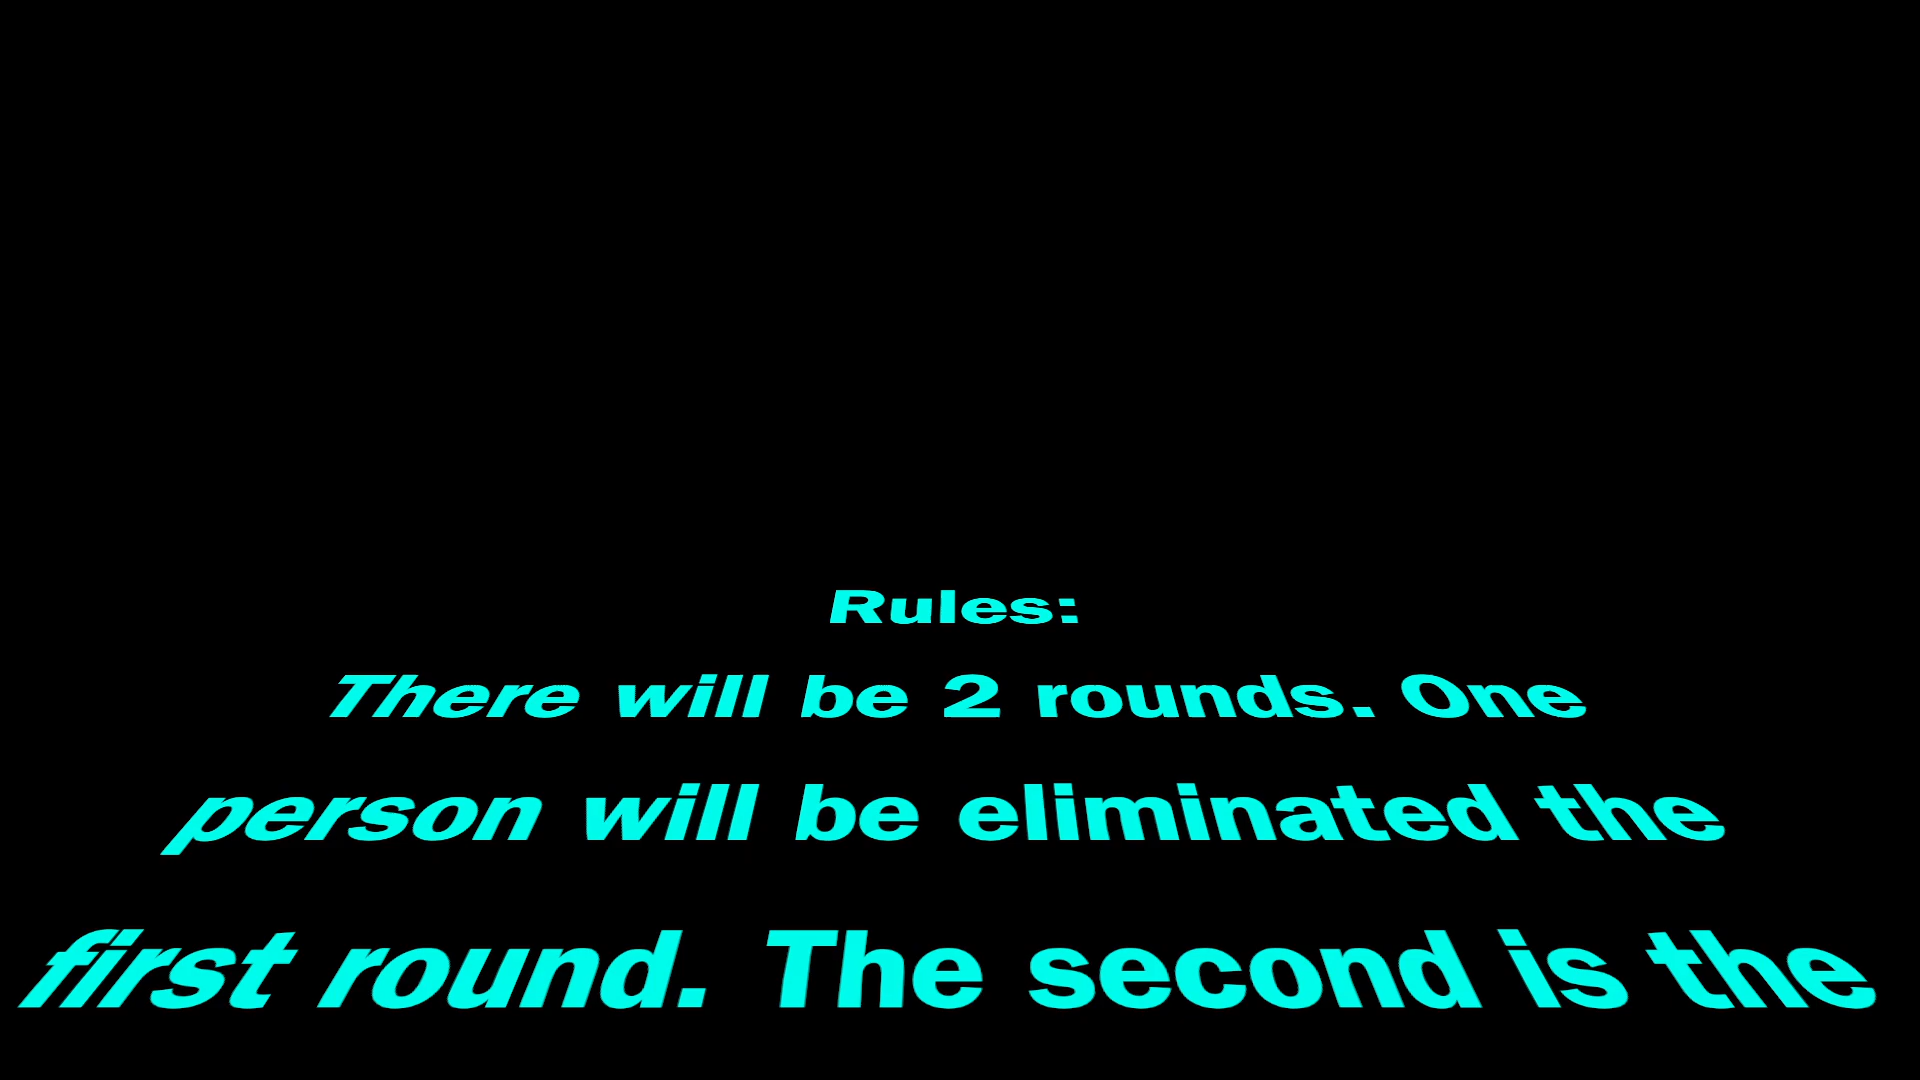 Rules:
There will be 2 rounds. One
person will be eliminated the
first round. The second is the